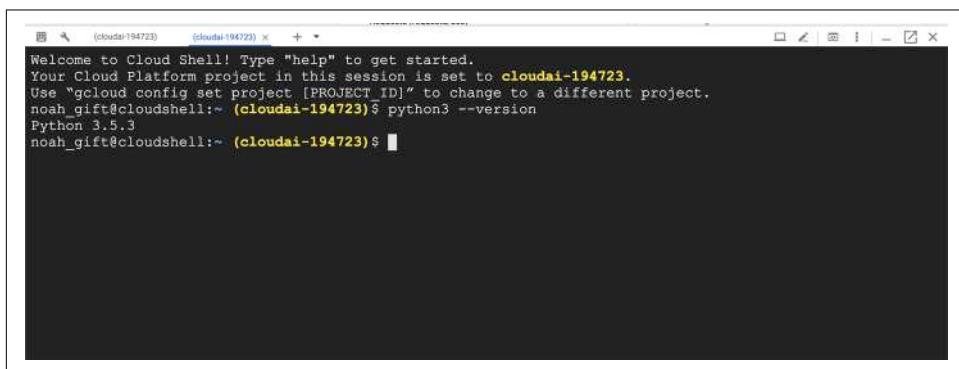 (cloudai-194723) (cloudai-194723) × + ▾
Welcome to Cloud Shell! Type "help" to get started.
Your Cloud Platform project in this session is set to cloudai-194723.
Use "gcloud config set project [PROJECT_ID]" to change to a different project.
noah_gift@cloudshell:~ (cloudai-194723)$ python3 --version
Python 3.5.3
noah_gift@cloudshell:~ (cloudai-194723)$